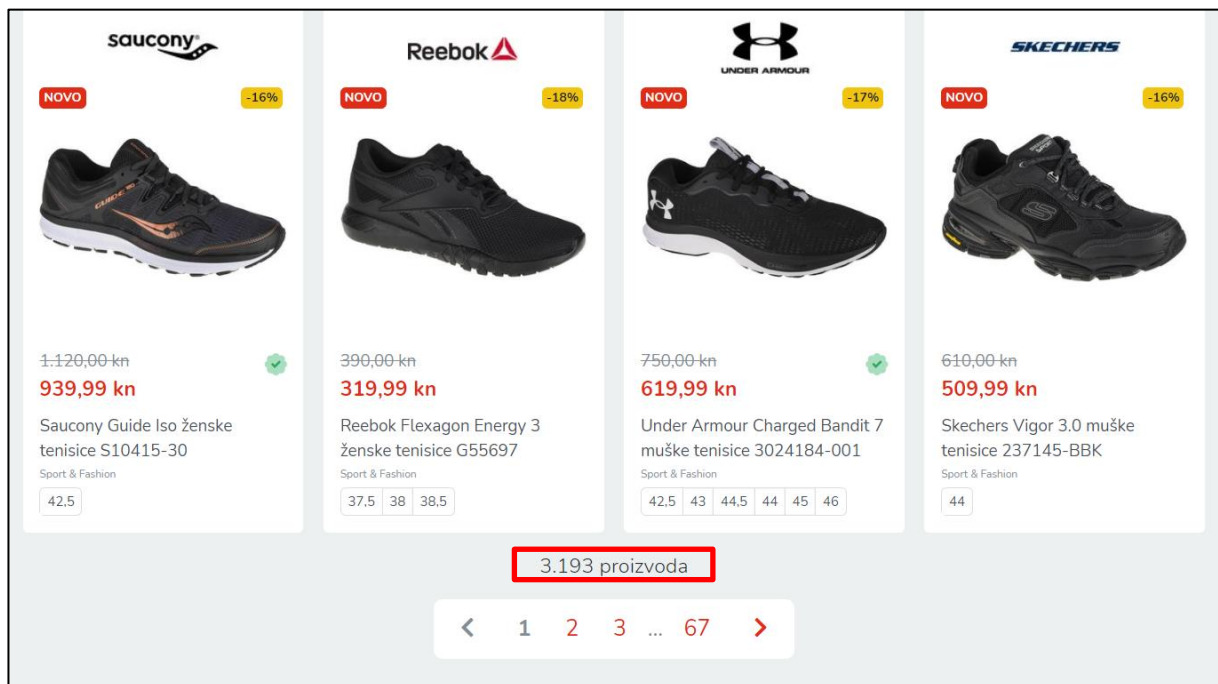 saucony
Reebok
UNDER ARMOUR
SKECHERS
NOVO -16%
NOVO -18%
NOVO -17%
NOVO -16%
GUIDE ISO
1.120,00 kn
939,99 kn
Saucony Guide Iso ženske
tenisice S10415-30
Sport & Fashion
42,5
390,00 kn
319,99 kn
Reebok Flexagon Energy 3
ženske tenisice G55697
Sport & Fashion
37,5 38 38,5
750,00 kn
619,99 kn
Under Armour Charged Bandit 7
muške tenisice 3024184-001
Sport & Fashion
42,5 43 44,5 44 45 46
610,00 kn
509,99 kn
Skechers Vigor 3.0 muške
tenisice 237145-BBK
Sport & Fashion
44
3.193 proizvoda
1 2 3 ... 67